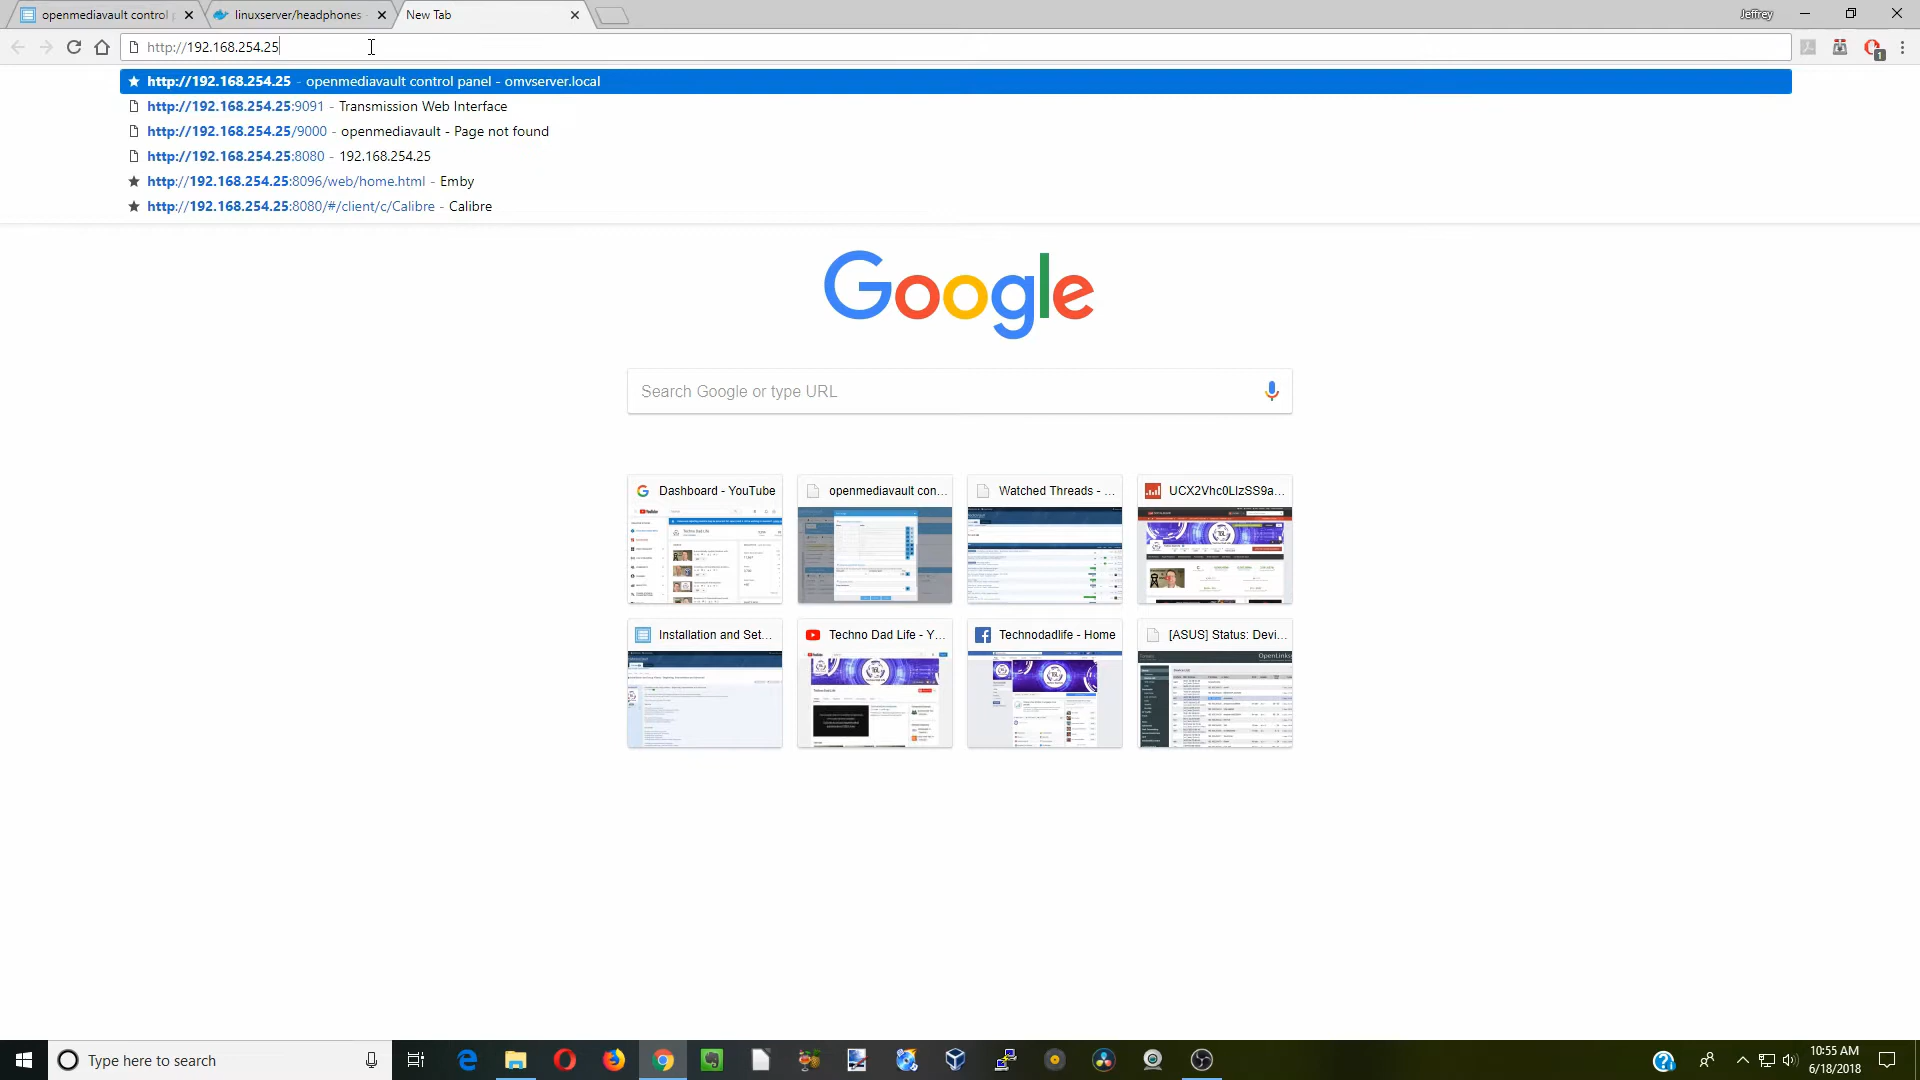 openmediavault control p
linuxserver/headphones -
New Tab
Jeffrey
http://192.168.254.25
1
http://192.168.254.25 - openmediavault control panel - omvserver.local
http://192.168.254.25:9091 - Transmission Web Interface
http://192.168.254.25/9000 - openmediavault - Page not found
http://192.168.254.25:8080 - 192.168.254.25
http://192.168.254.25:8096/web/home.html - Emby
http://192.168.254.25:8080/#/client/c/Calibre - Calibre
Google
Search Google or type URL
Dashboard - YouTube
openmediavault con...
Watched Threads - ...
UCX2Vhc0LlzSS9a...
Installation and Set...
Techno Dad Life - Y...
Technodadlife - Home
[ASUS] Status: Devi...
Type here to search
10:55 AM
6/18/2018